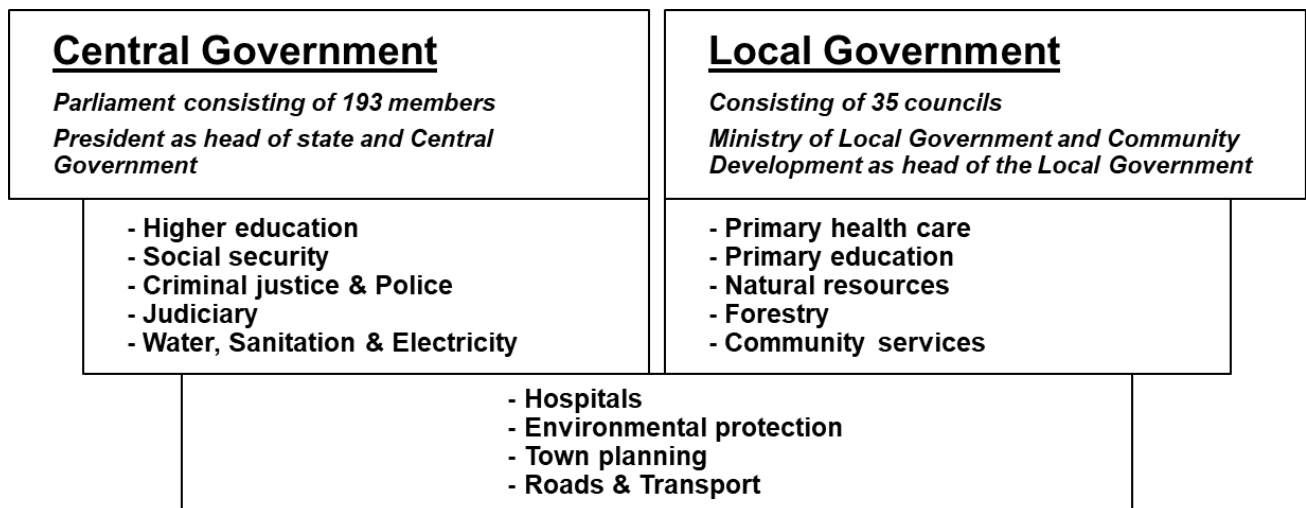 Central Government
Parliament consisting of 193 members
President as head of state and Central
Government
- Higher education
- Social security
- Criminal justice & Police
- Judiciary
- Water, Sanitation & Electricity
Local Government
Consisting of 35 councils
Ministry of Local Government and Community
Development as head of the Local Government
- Primary health care
- Primary education
- Natural resources
- Forestry
- Community services
- Hospitals
- Environmental protection
- Town planning
- Roads & Transport